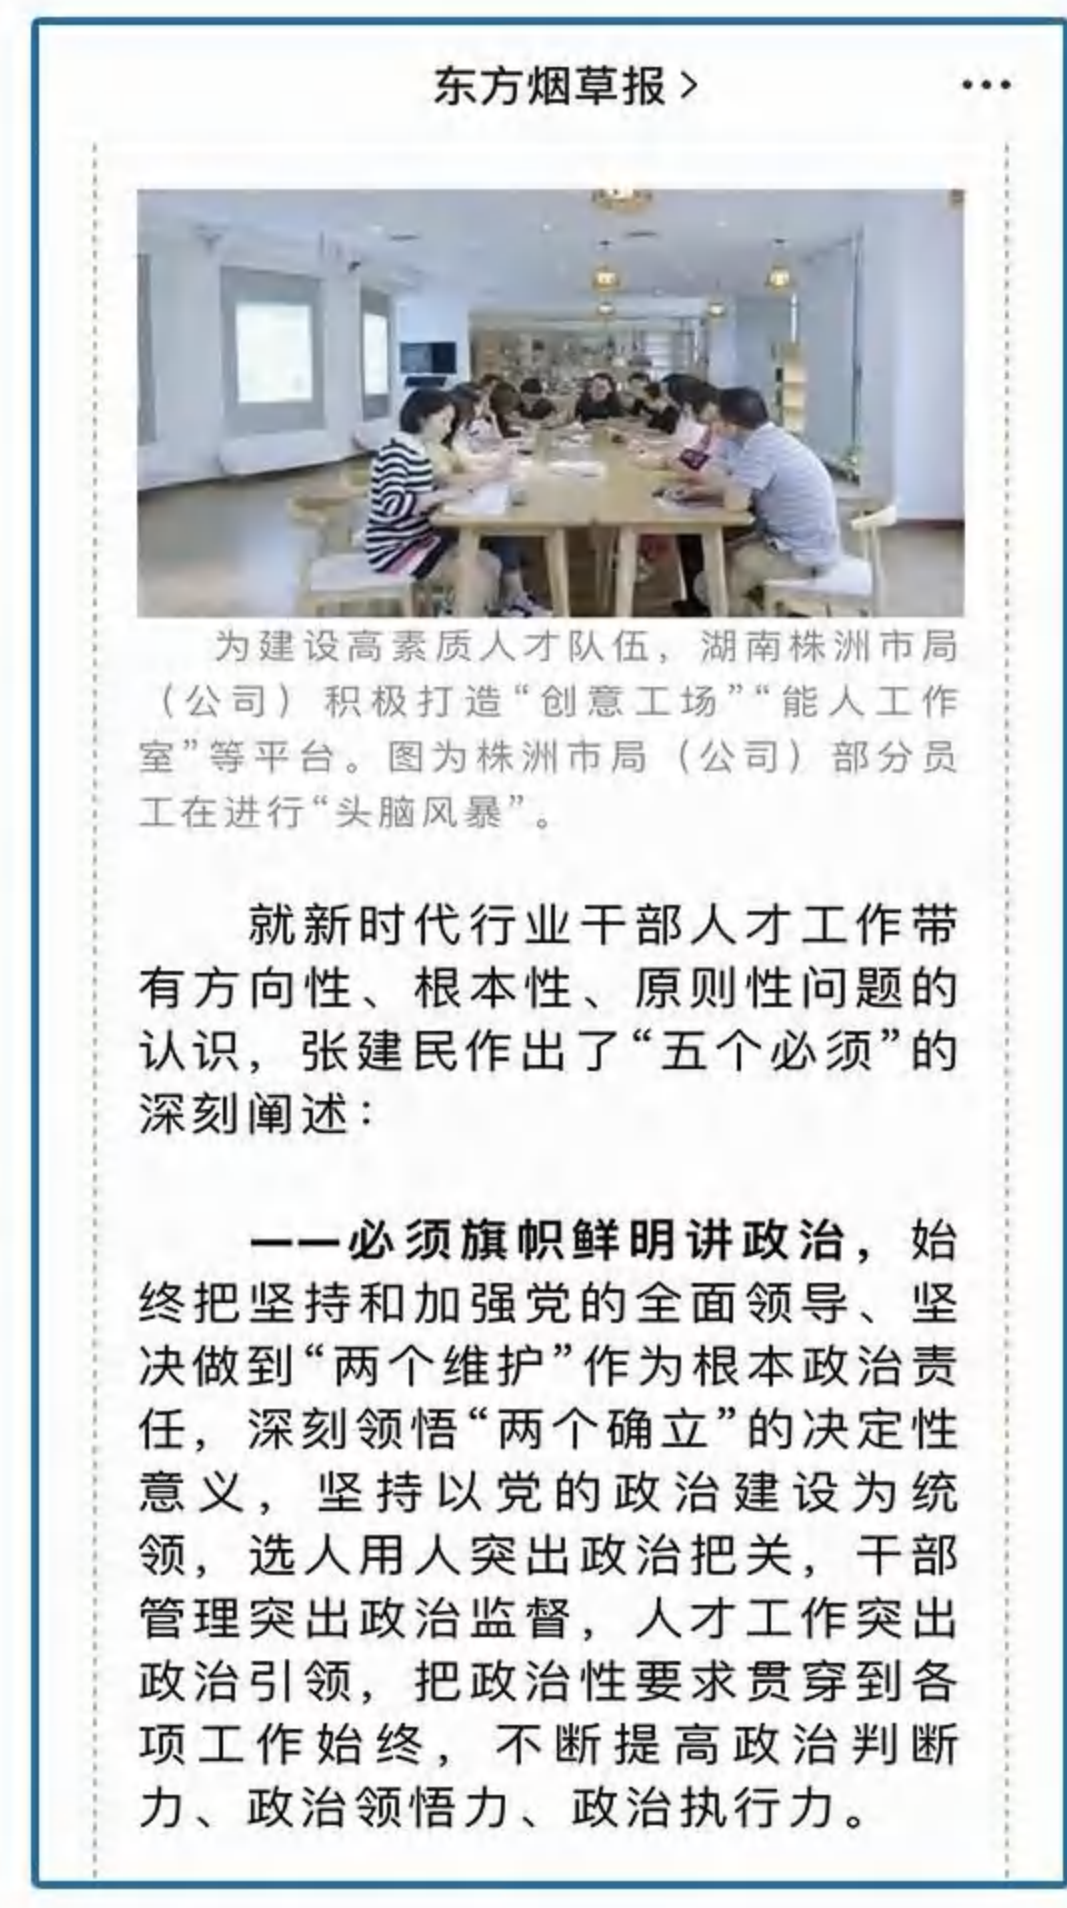 东方烟草报>
为建设高素质人才队伍，湖南株洲市局
（公司）积极打造“创意工场”“能人工作
室”等平台。图为株洲市局（公司）部分员
工在进行“头脑风暴”。
就新时代行业干部人才工作带
有方向性、根本性、原则性问题的
认识，张建民作出了“五个必须”的
深刻阐述：
——必须旗帜鲜明讲政治，始
终把坚持和加强党的全面领导、坚
决做到“两个维护”作为根本政治责
任，深刻领悟“两个确立”的决定性
意义，坚持以党的政治建设为统
领，选人用人突出政治把关，干部
管理突出政治监督，人才工作突出
政治引领，把政治性要求贯穿到各
项工作始终，不断提高政治判断
力、政治领悟力、政治执行力。